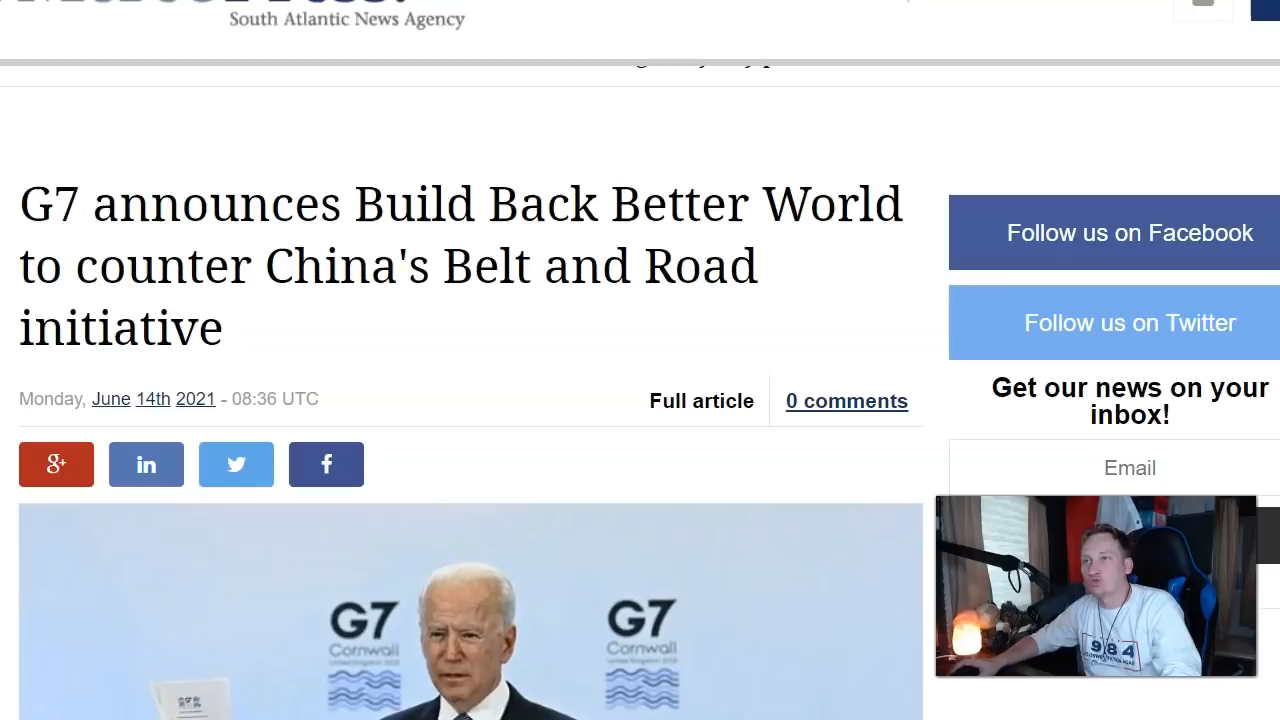 South Atlantic News Agency
G7 announces Build Back Better World
to counter China's Belt and Road
initiative
Monday, June 14th 2021 - 08:36 UTC
Full article
0 comments
g+
in
f
Follow us on Facebook
Follow us on Twitter
Get our news on your
inbox!
Email
G7
Cornwall
G7
Cornwall
984